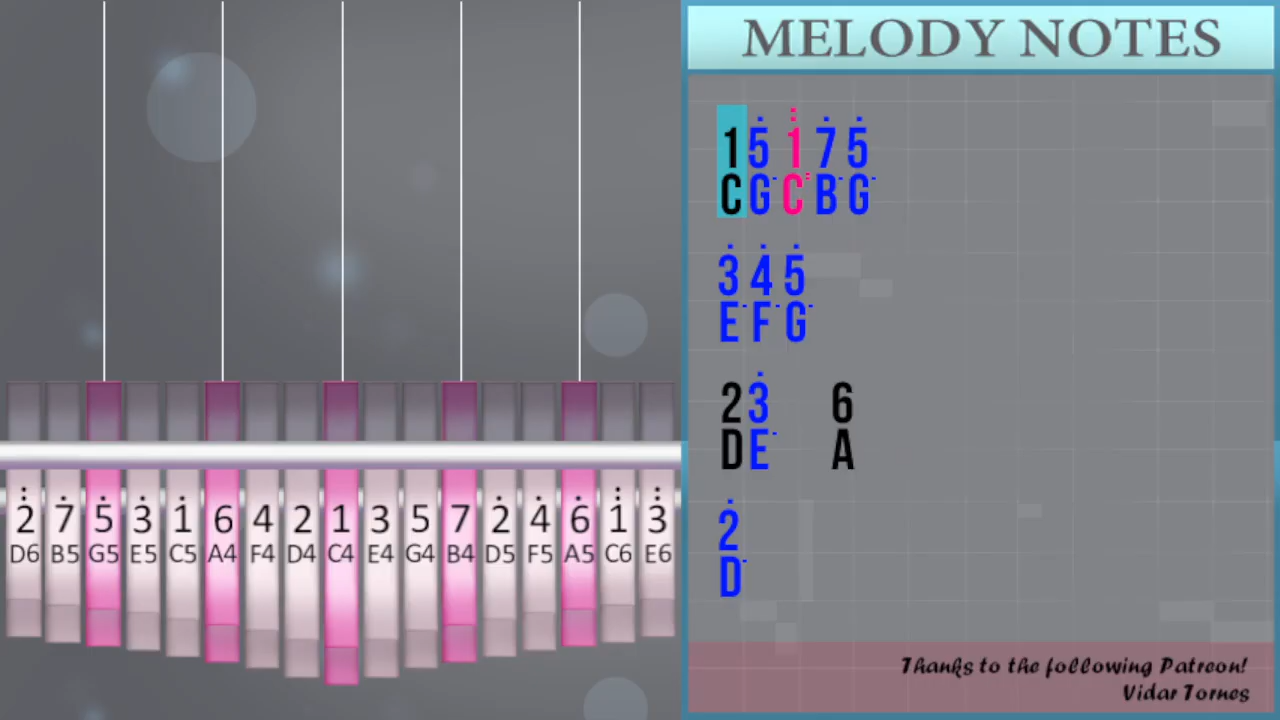 MELODY NOTES
1 5̇ 1̈ 7̇ 5̇
C G˙ C: B˙ G˙
3̇ 4̇ 5̇
E˙ F˙ G˙
2 3̇ 6
D E˙ A
2̇
D˙
2̈ 7̇ 5̇ 3̇ 1̇ 6 4 2 1 3 5 7 2̇ 4̇ 6̇ 1̈ 3̈
D6 B5 G5 E5 C5 A4 F4 D4 C4 E4 G4 B4 D5 F5 A5 C6 E6
Thanks to the following Patreon!
Vidar Tornes